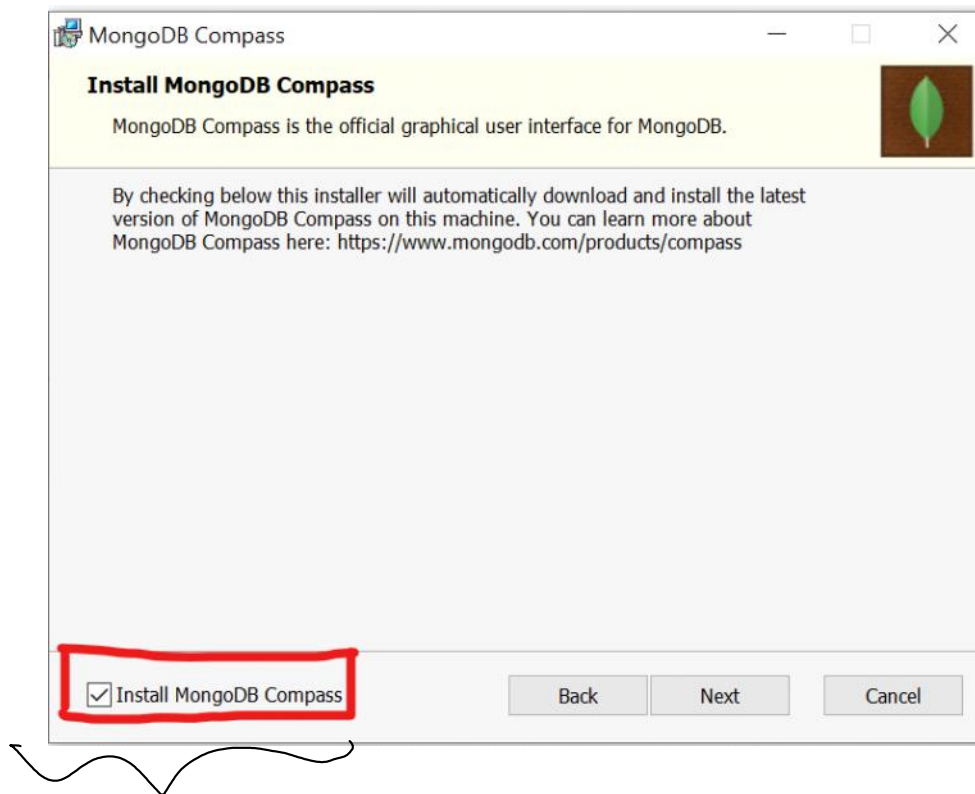 MongoDB Compass
Install MongoDB Compass
MongoDB Compass is the official graphical user interface for MongoDB.
By checking below this installer will automatically download and install the latest
version of MongoDB Compass on this machine. You can learn more about
MongoDB Compass here: https://www.mongodb.com/products/compass
Install MongoDB Compass
Back
Next
Cancel